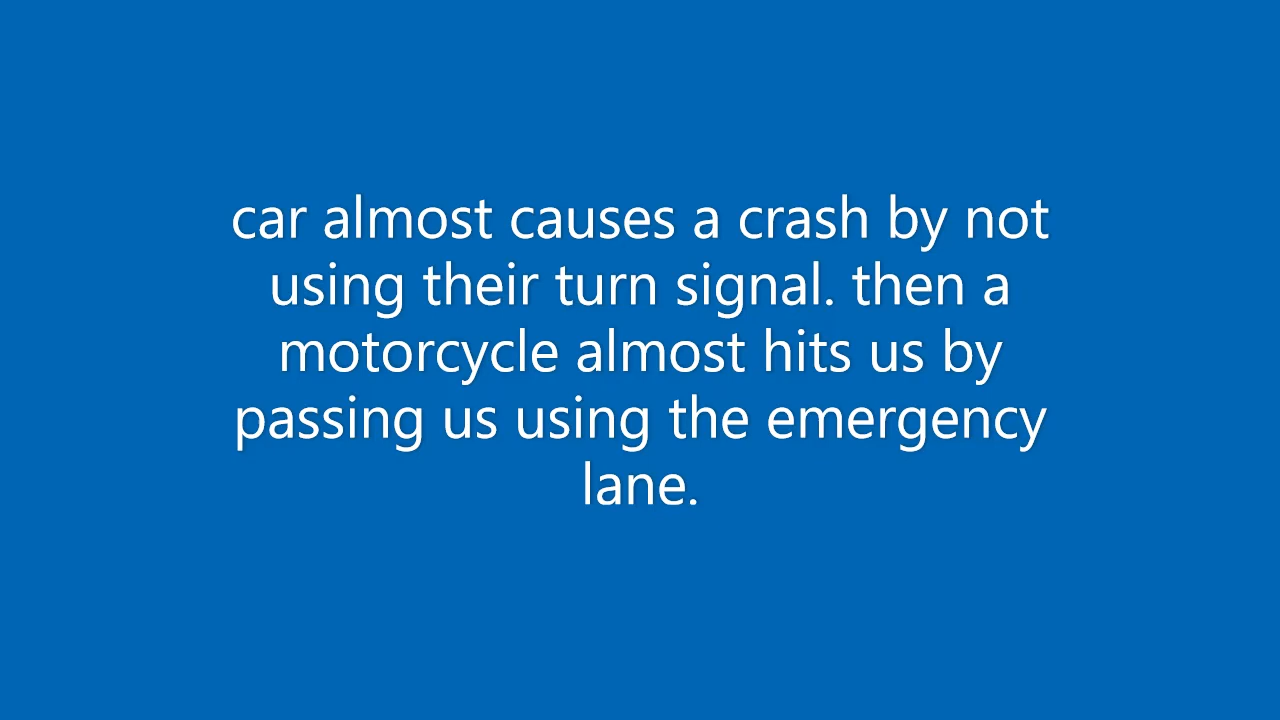 car almost causes a crash by not
using their turn signal. then a
motorcycle almost hits us by
passing us using the emergency
lane.